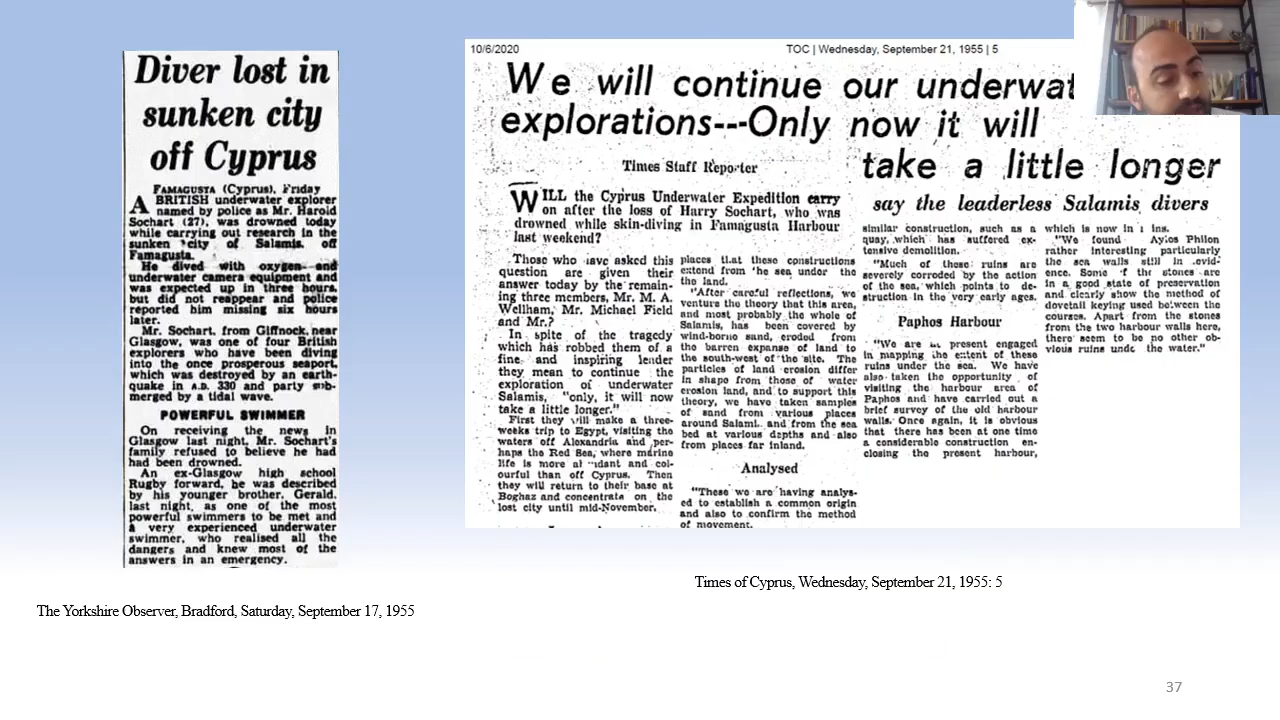 Diver lost in
sunken city
off Cyprus
FAMAGUSTA (Cyprus), Friday
A BRITISH underwater explorer
named by police as Mr. Harold
Sochart (27), was drowned today
while carrying out research in the
sunken city of Salamis, off
Famagusta.
He dived with oxygen and
underwater camera equipment and
was expected up in three hours,
but did not reappear and police
reported him missing six hours
later.
Mr. Sochart, from Giffnock, near
Glasgow, was one of four British
explorers who have been diving
into the once prosperous seaport,
which was destroyed by an earth-
quake in A.D. 330 and party sub-
merged by a tidal wave.
POWERFUL SWIMMER
On receiving the news in
Glasgow last night, Mr. Sochart's
family refused to believe he had
had been drowned.
An ex-Glasgow high school
Rugby forward, he was described
by his younger brother, Gerald,
last night, as one of the most
powerful swimmers to be met and
a very experienced underwater
swimmer, who realised all the
dangers and knew most of the
answers in an emergency.
The Yorkshire Observer, Bradford, Saturday, September 17, 1955
10/6/2020
TOC | Wednesday, September 21, 1955 | 5
We will continue our underwat
explorations---Only now it will
take a little longer
say the leaderless Salamis divers
Times Staff Reporter
WILL the Cyprus Underwater Expedition carry
on after the loss of Harry Sochart, who was
drowned while skin-diving in Famagusta Harbour
last weekend?
Those who have asked this
question are given their
answer today by the remain-
ing three members, Mr. M. A.
Wellham, Mr. Michael Field
and Mr.?
In spite of the tragedy
which has robbed them of a
fine and inspiring leader
they mean to continue the
exploration of underwater
Salamis, "only, it will now
take a little longer."
First they will make a three-
weeks trip to Egypt, visiting the
waters off Alexandria and per-
haps the Red Sea, where marine
life is more and col-
ourful than off Cyprus. Then
they will return to their base at
Boghaz and concentrate on the
lost city until mid-November.
places that these constructions
extend from the sea under the
the land.
"After careful reflections, we
venture the theory that this area,
and most probably the whole of
Salamis, has been covered by
wind-borne sand, eroded from
the barren expanse of land to
the south-west of the site. The
particles of land erosion differ
in shape from those of water
erosion land, and to support this
theory, we have taken samples
of sand from various places
around Salami. and from the sea
bed at various depths and also
from places far inland.
Analysed
"These we are having analys-
ed to establish a common origin
and also to confirm the method
of movement.
similar construction, such as a
quay, which has suffered ex-
tensive demolition.
"Much of these ruins are
severely corroded by the action
of the sea, which points to de-
struction in the very early ages.
Paphos Harbour
"We are at present engaged
in mapping the extent of these
ruins under the sea. We have
also taken the opportunity of
visiting the harbour area of
Paphos and have carried out a
brief survey of the old harbour
walls. Once again, it is obvious
that there has been at one time
a considerable construction en-
closing the present harbour,
which is now in ins.
"We found Ayios Philon
rather interesting particularly
the sea walls still in evid-
ence. Some of the stones are
in a good state of preservation
and clearly show the method of
dovetail keying used between the
courses. Apart from the stones
from the two harbour walls here,
there seem to be no other ob-
vious ruins unde the water."
Times of Cyprus, Wednesday, September 21, 1955: 5
37